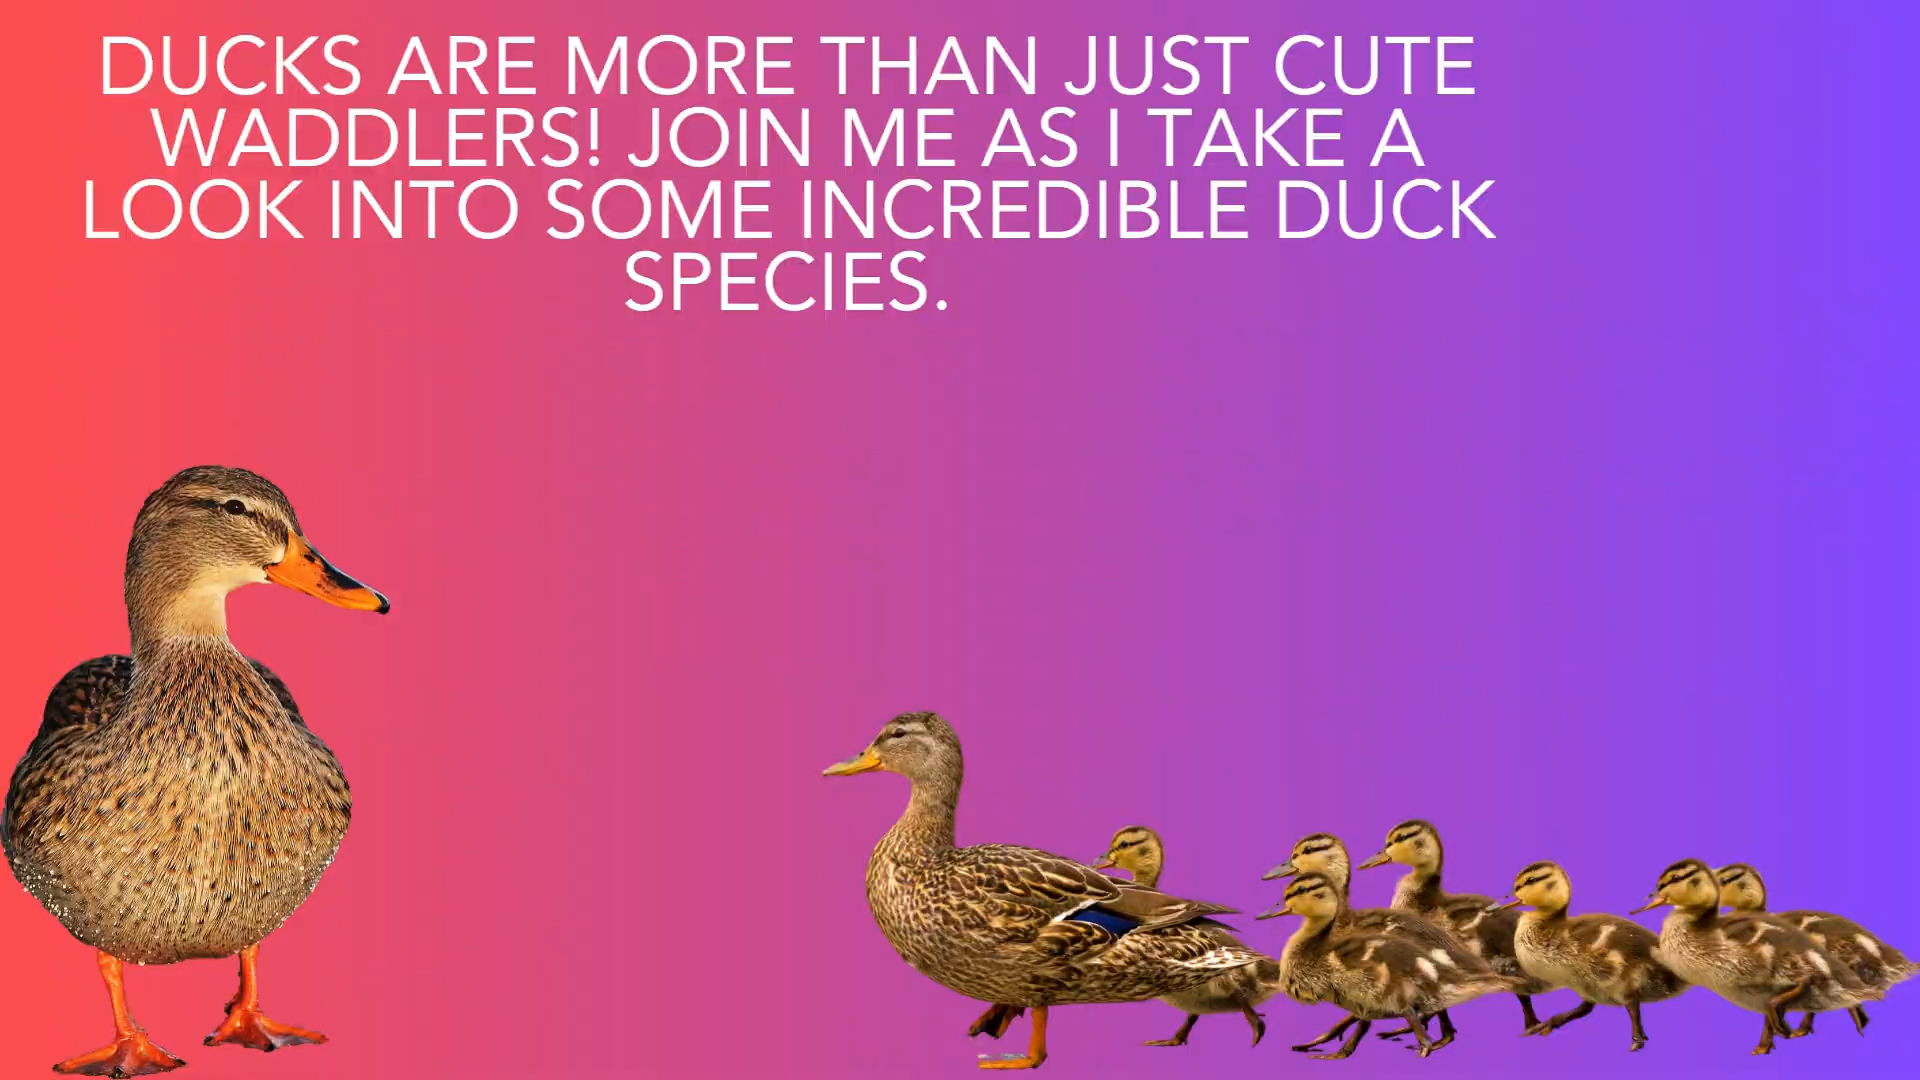 DUCKS ARE MORE THAN JUST CUTE
WADDLERS! JOIN ME AS I TAKE A
LOOK INTO SOME INCREDIBLE DUCK
SPECIES.